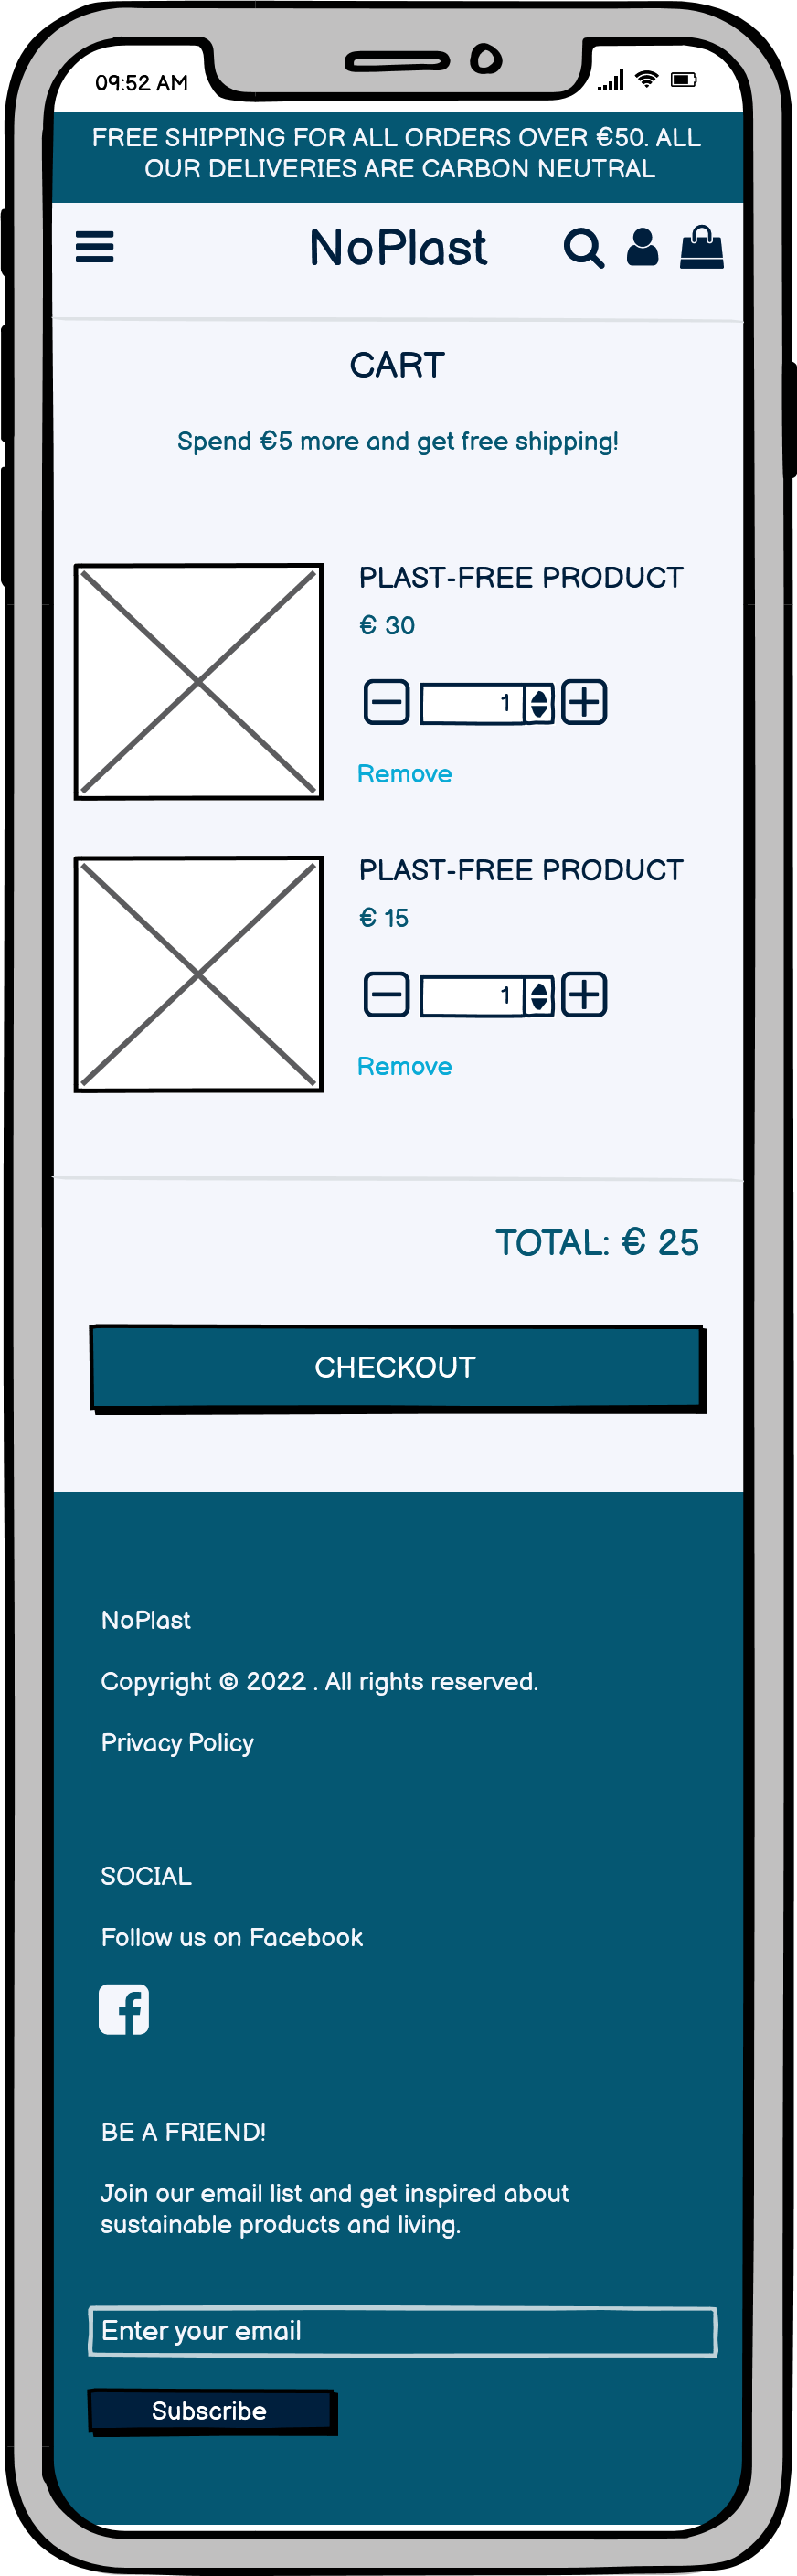 09:52 AM
FREE SHIPPING FOR ALL ORDERS OVER €50. ALL
OUR DELIVERIES ARE CARBON NEUTRAL
NoPlast
CART
Spend €5 more and get free shipping!
PLAST-FREE PRODUCT
€ 30
1
Remove
PLAST-FREE PRODUCT
€ 15
1
Remove
TOTAL: € 25
CHECKOUT
NoPlast
Copyright © 2022 . All rights reserved.
Privacy Policy
SOCIAL
Follow us on Facebook
BE A FRIEND!
Join our email list and get inspired about
sustainable products and living.
Enter your email
Subscribe